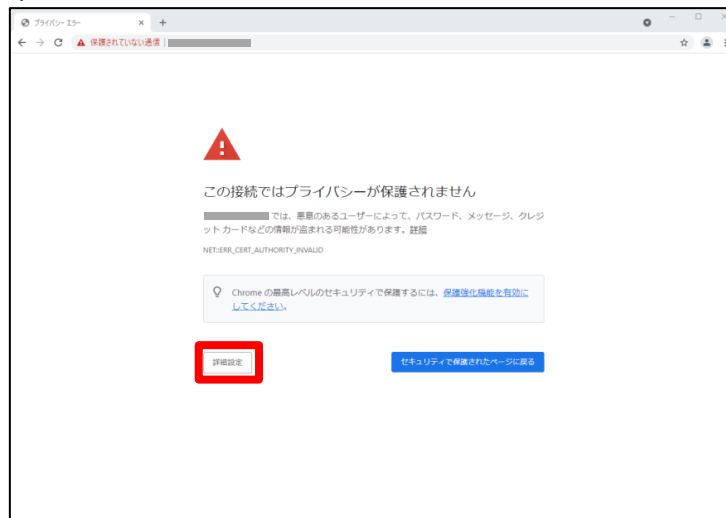 プライバシー エラー
保護されていない通信
この接続ではプライバシーが保護されません
では、悪意のあるユーザーによって、パスワード、メッセージ、クレジ
ット カードなどの情報が盗まれる可能性があります。詳細
NET::ERR_CERT_AUTHORITY_INVALID
Chrome の最高レベルのセキュリティで保護するには、保護強化機能を有効に
してください。
詳細設定
セキュリティで保護されたページに戻る